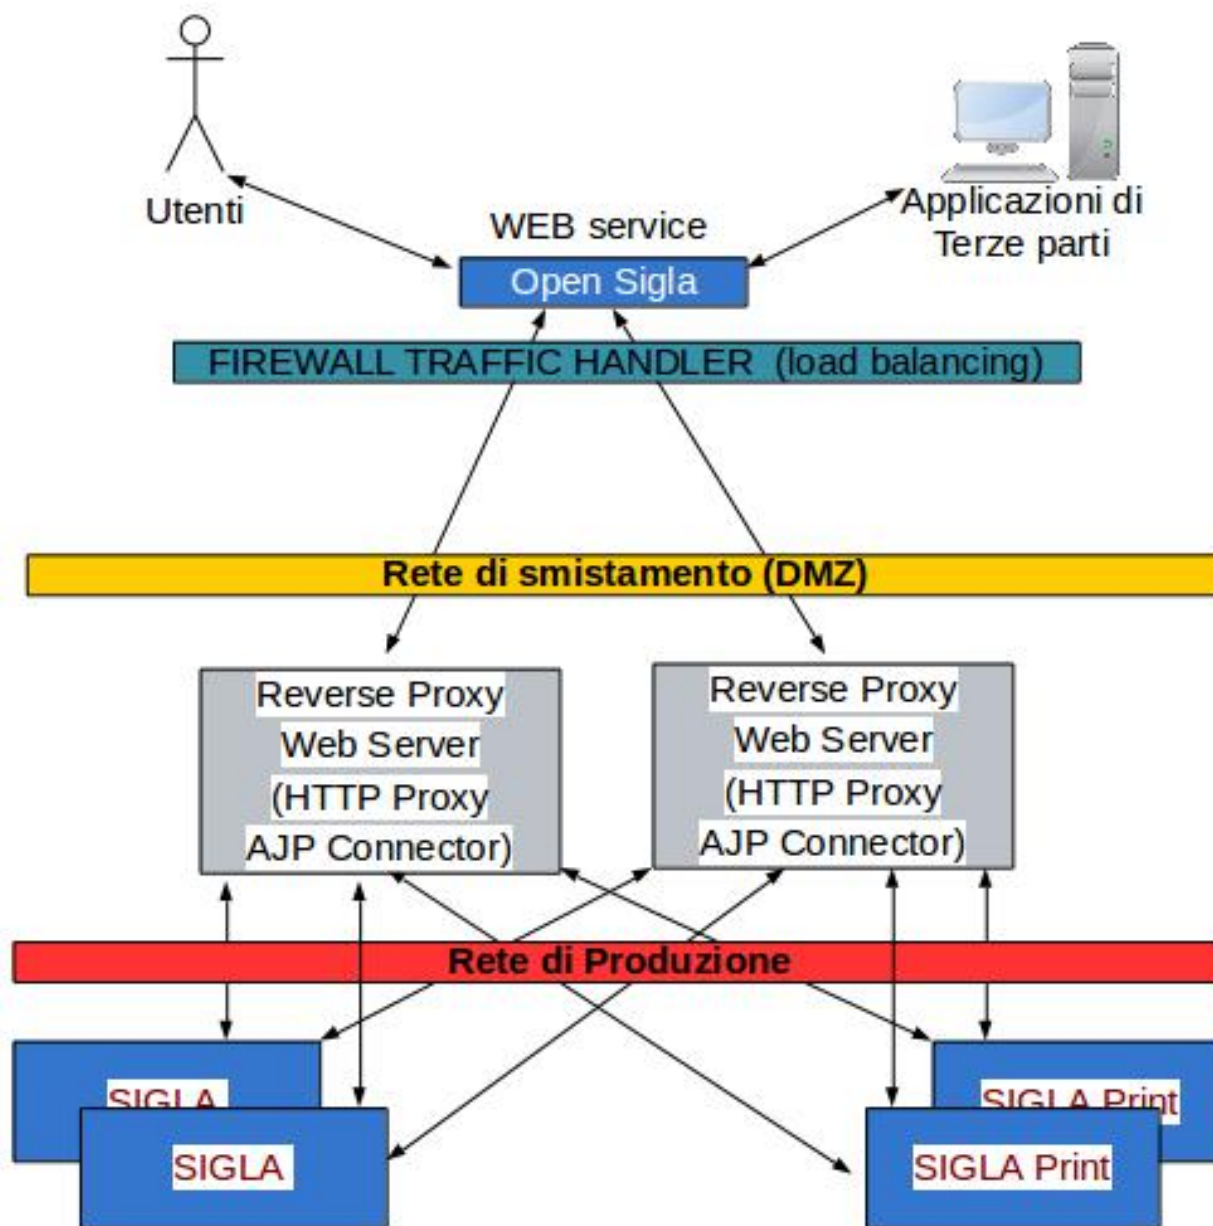 Utenti
WEB service
Open Sigla
Applicazioni di
Terze parti
FIREWALL TRAFFIC HANDLER (load balancing)
Rete di smistamento (DMZ)
Reverse Proxy
Web Server
(HTTP Proxy
AJP Connector)
Reverse Proxy
Web Server
(HTTP Proxy
AJP Connector)
Rete di Produzione
SIGLA
SIGLA
SIGLA Print
SIGLA Print